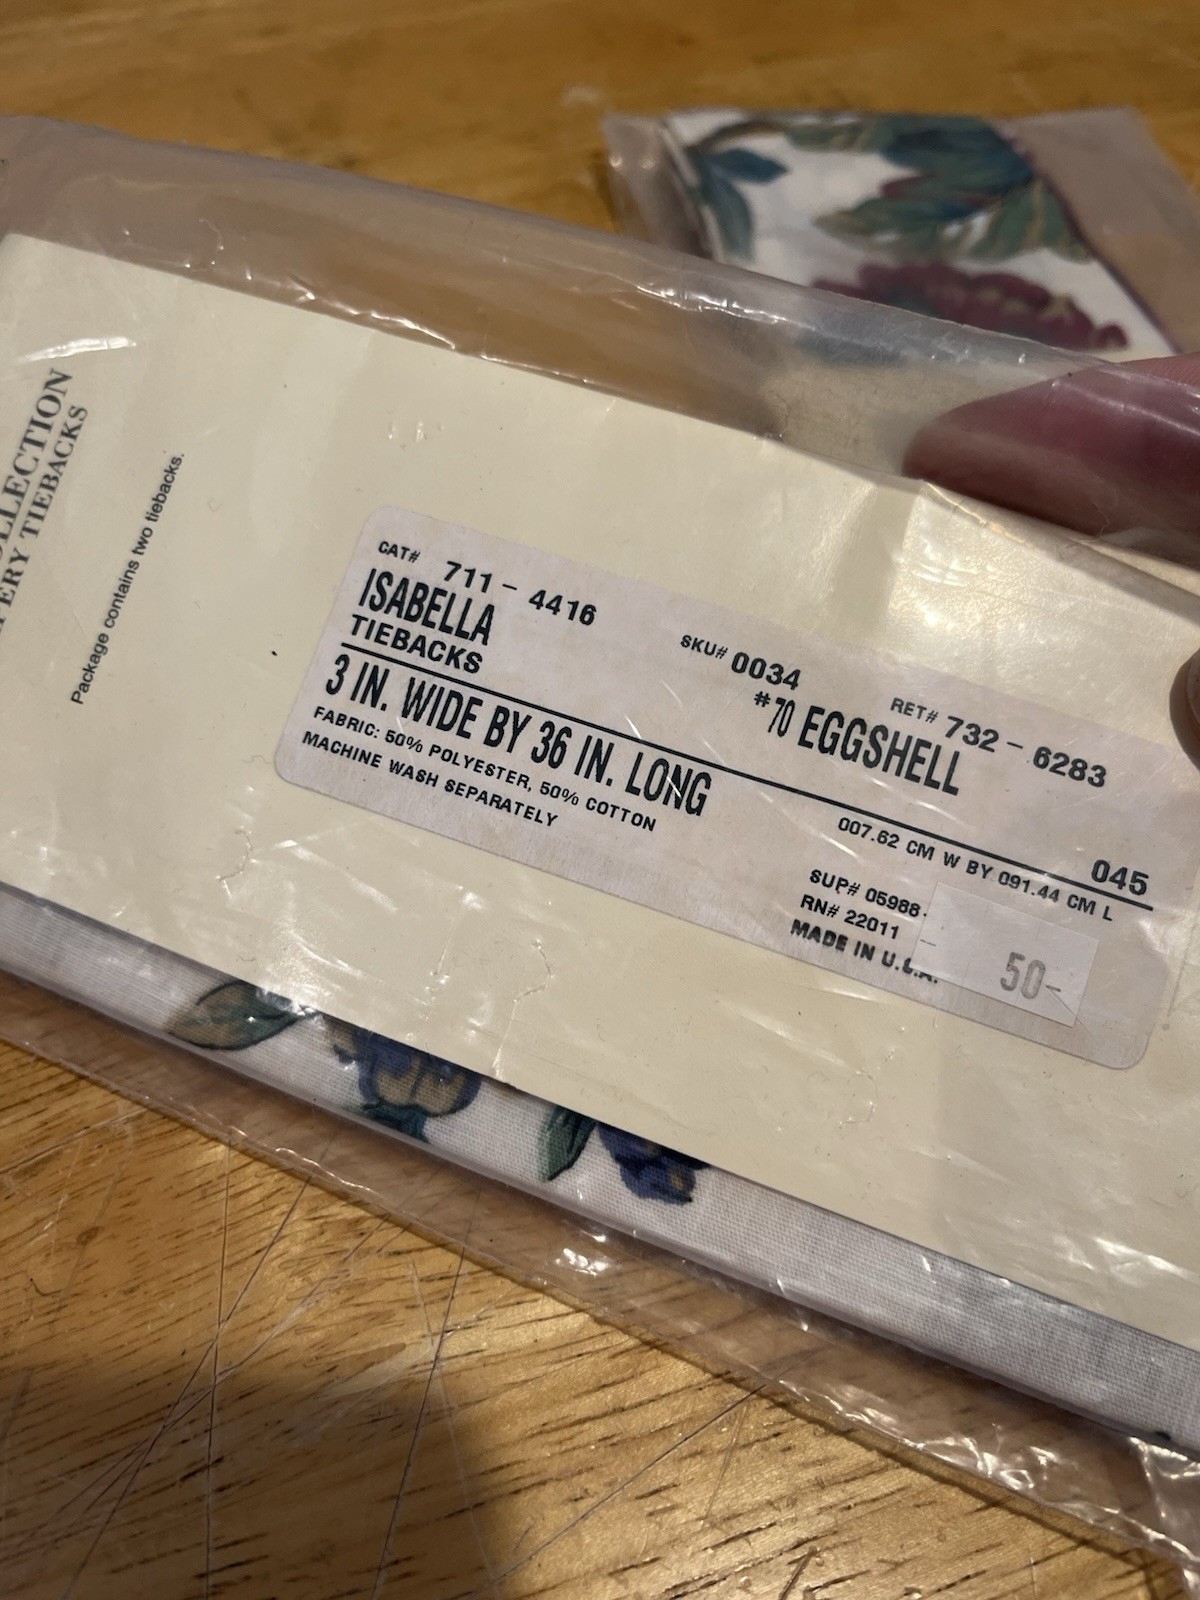 OLLECTION
ERY TIEBACKS
Package contains two tiebacks.
CAT# 711-4416
SKU# 0034
RET# 732-6283
ISABELLA
#70 EGGSHELL
TIEBACKS
045
3 IN. WIDE BY 36 IN. LONG
007.62 CM W BY 091.44 CM L
FABRIC: 50% POLYESTER, 50% COTTON
MACHINE WASH SEPARATELY
SUP# 05988
RN# 22011
MADE IN U.S.A.
50-